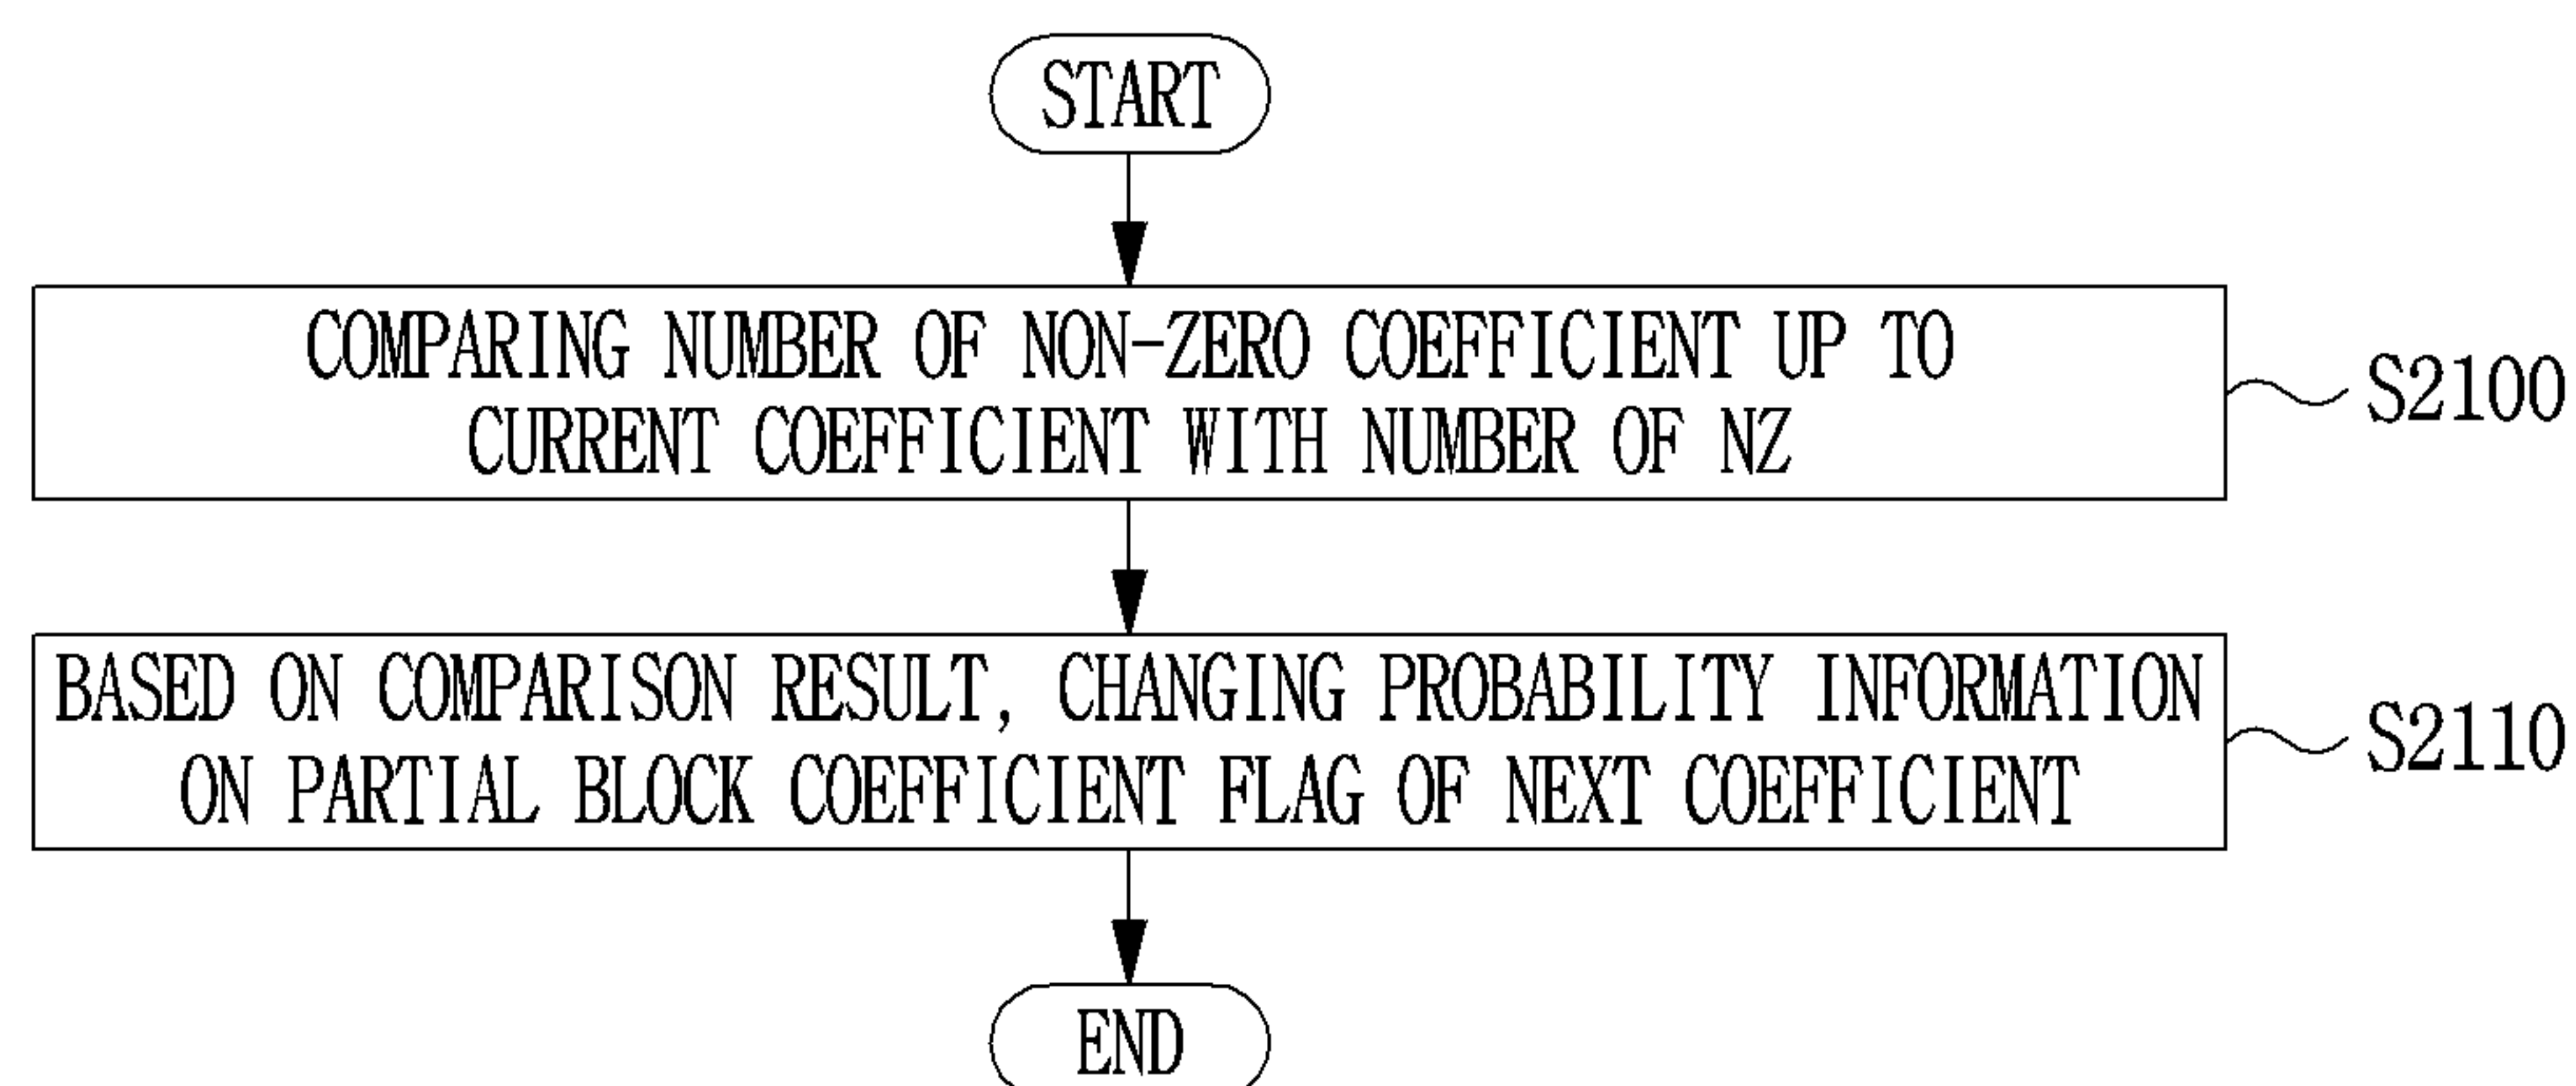 START
COMPARING NUMBER OF NON-ZERO COEFFICIENT UP TO
CURRENT COEFFICIENT WITH NUMBER OF NZ
S2100
BASED ON COMPARISON RESULT, CHANGING PROBABILITY INFORMATION
ON PARTIAL BLOCK COEFFICIENT FLAG OF NEXT COEFFICIENT
S2110
END